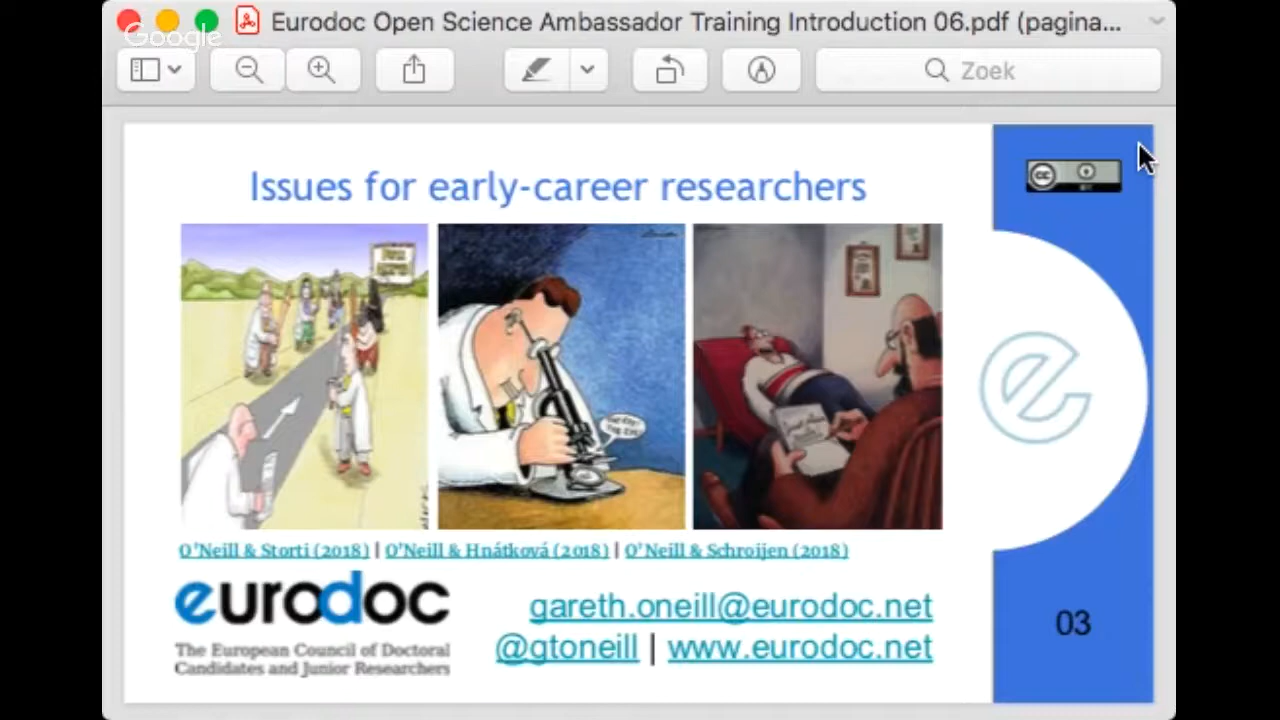 Eurodoc Open Science Ambassador Training Introduction 06.pdf (pagina...
Google
Zoek
Issues for early-career researchers
cc
BY
O'Neill & Storti (2018) | O'Neill & Hnátková (2018) | O'Neill & Schroijen (2018)
eurodoc
The European Council of Doctoral
Candidates and Junior Researchers
gareth.oneill@eurodoc.net
@gtoneill | www.eurodoc.net
e
03